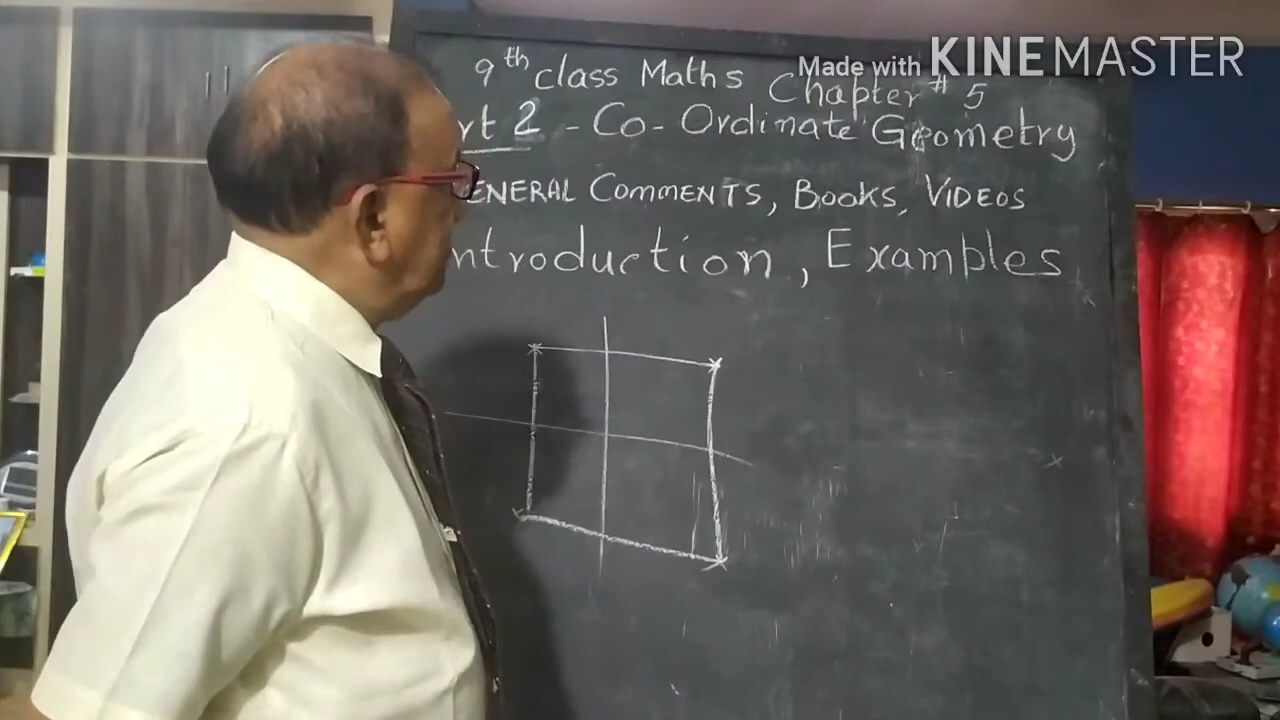 Made with KINEMASTER
9th class Maths Chapter # 5
rt 2 - Co-Ordinate Geometry
ENERAL COMMENTS, BOOKS, VIDEOS
ntroduction, Examples